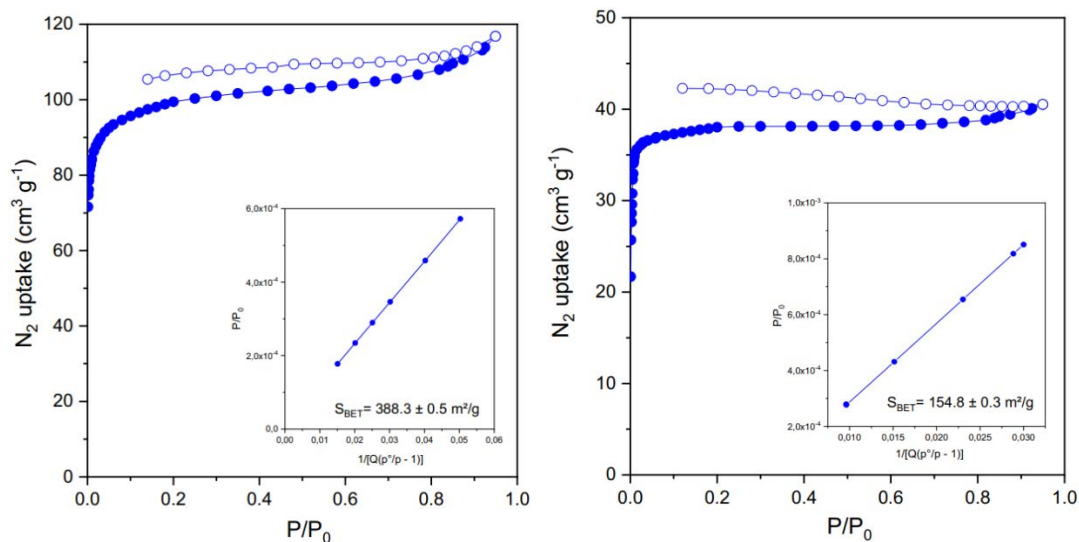 120
100
80
60
40
20
0
N₂ uptake (cm³ g⁻¹)
0.0 0.2 0.4 0.6 0.8 1.0
P/P₀
6,0x10⁻⁴
4,0x10⁻⁴
2,0x10⁻⁴
0,0
P/P₀
S_BET= 388.3 ± 0.5 m²/g
0,00 0,01 0,02 0,03 0,04 0,05 0,06
1/[Q(p°/p - 1)]
50
40
30
20
10
0
N₂ uptake (cm³ g⁻¹)
0.0 0.2 0.4 0.6 0.8 1.0
P/P₀
1,0x10⁻³
8,0x10⁻⁴
6,0x10⁻⁴
4,0x10⁻⁴
2,0x10⁻⁴
P/P₀
S_BET= 154.8 ± 0.3 m²/g
0,010 0,015 0,020 0,025 0,030
1/[Q(p°/p - 1)]